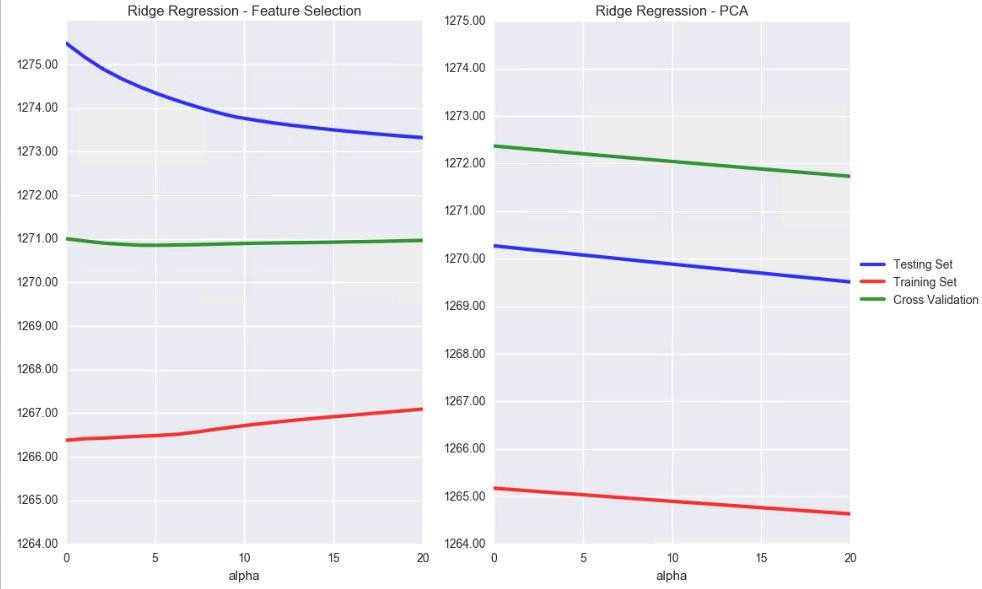 Ridge Regression - Feature Selection
1275.00
1274.00
1273.00
1272.00
1271.00
1270.00
1269.00
1268.00
1267.00
1266.00
1265.00
1264.00
0 5 10 15 20
alpha
Ridge Regression - PCA
1275.00
1274.00
1273.00
1272.00
1271.00
1270.00
1269.00
1268.00
1267.00
1266.00
1265.00
1264.00
0 5 10 15 20
alpha
Testing Set
Training Set
Cross Validation